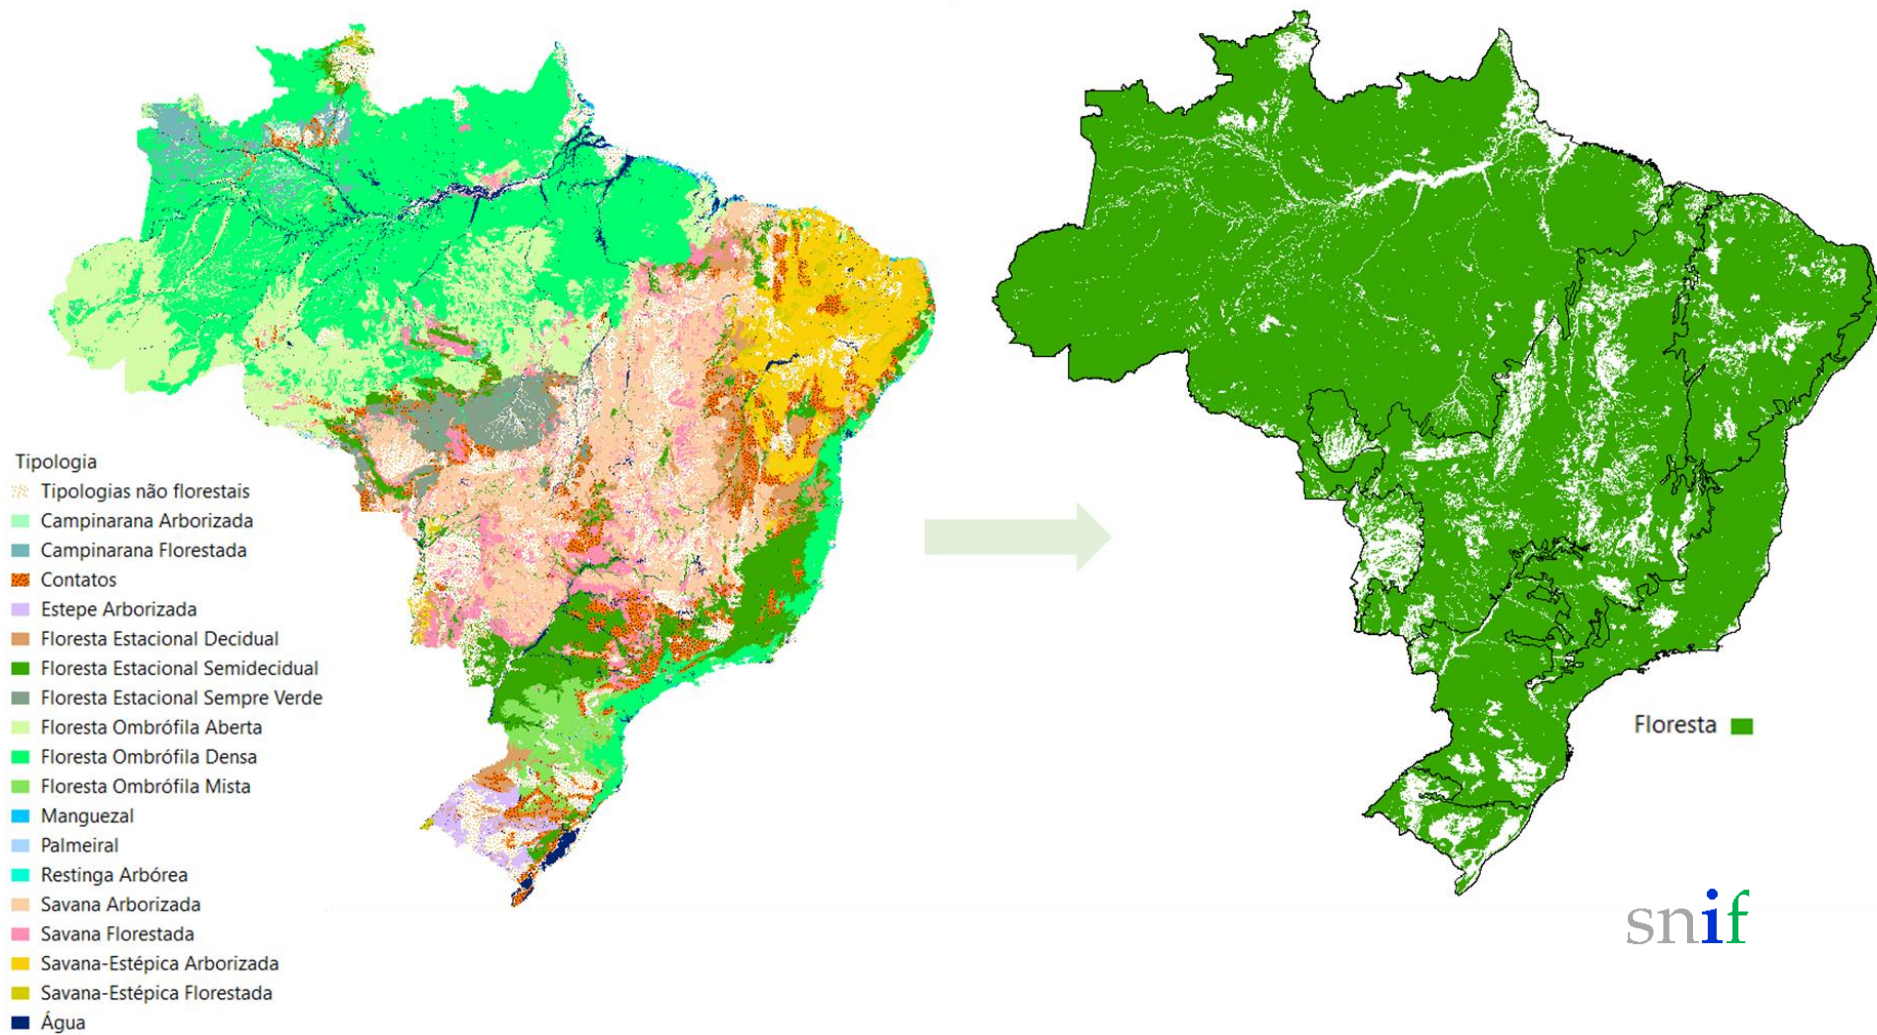 Tipologia
Tipologias não florestais
Campinarana Arborizada
Campinarana Florestada
Contatos
Estepe Arborizada
Floresta Estacional Decidual
Floresta Estacional Semidecidual
Floresta Estacional Sempre Verde
Floresta Ombrófila Aberta
Floresta Ombrófila Densa
Floresta Ombrófila Mista
Manguezal
Palmeiral
Restinga Arbórea
Savana Arborizada
Savana Florestada
Savana-Estépica Arborizada
Savana-Estépica Florestada
Água
Floresta
snif